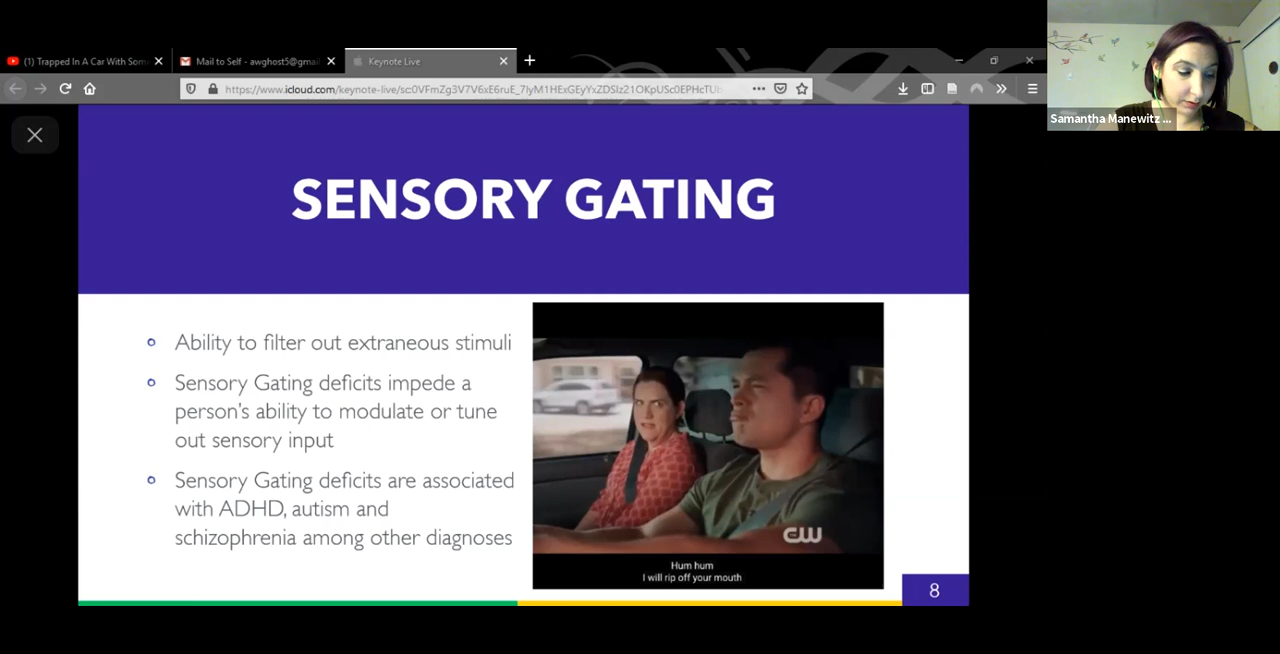 (1) Trapped In A Car With Som
Mail to Self - awghost5@gmail
Keynote Live
https://www.icloud.com/keynote-live/
Samantha Manewitz ...
SENSORY GATING
Ability to filter out extraneous stimuli
Sensory Gating deficits impede a
person's ability to modulate or tune
out sensory input
Sensory Gating deficits are associated
with ADHD, autism and
schizophrenia among other diagnoses
CW
Hum hum
I will rip off your mouth
8